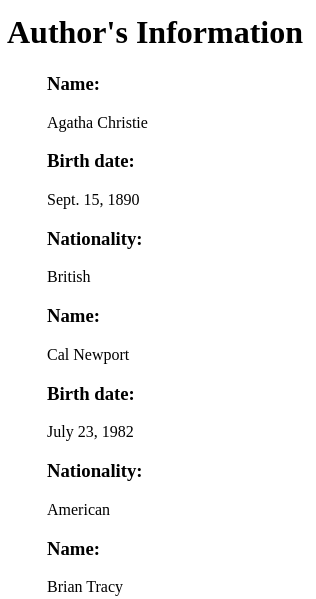 Author's Information
Name:
Agatha Christie
Birth date:
Sept. 15, 1890
Nationality:
British
Name:
Cal Newport
Birth date:
July 23, 1982
Nationality:
American
Name:
Brian Tracy